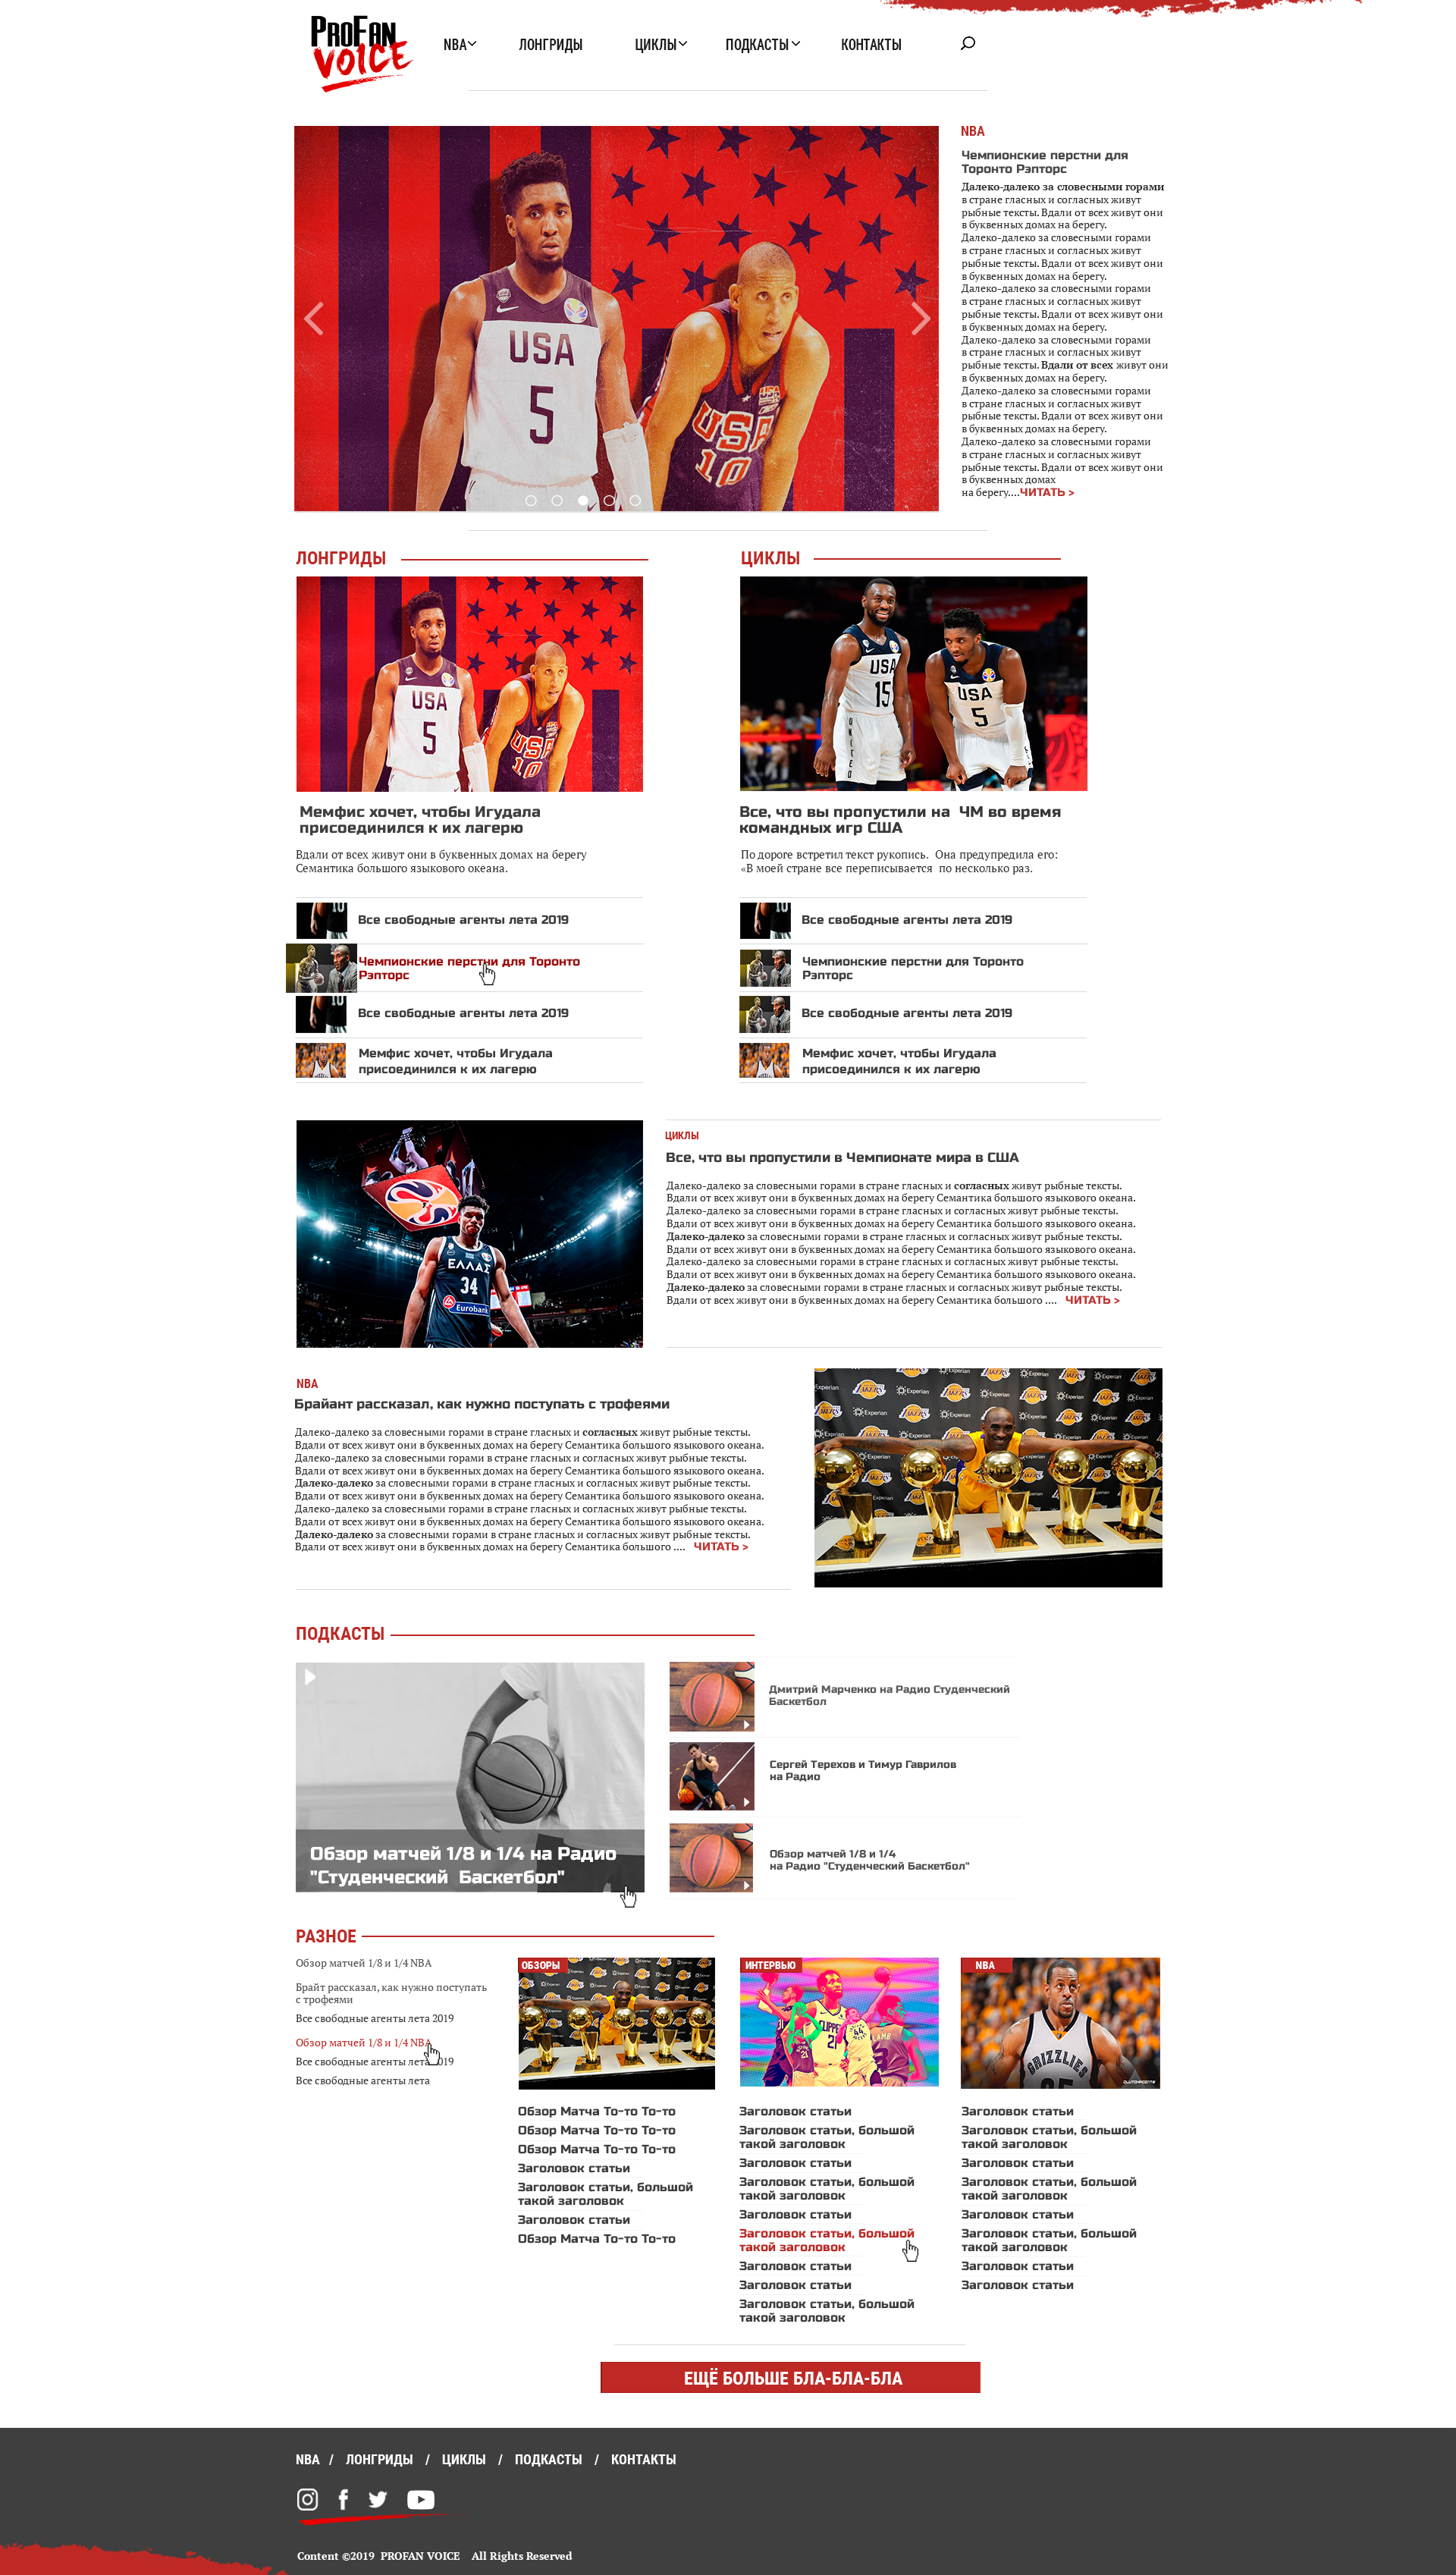 PROFAN
VOICE
NBA
ЛОНГРИДЫ
ЦИКЛЫ
ПОДКАСТЫ
КОНТАКТЫ
USA
5
USA
10
NBA
Чемпионские перстни для
Торонто Рэпторс
Далеко-далеко за словесными горами
в стране гласных и согласных живут
рыбные тексты. Вдали от всех живут они
в буквенных домах на берегу.
Далеко-далеко за словесными горами
в стране гласных и согласных живут
рыбные тексты. Вдали от всех живут они
в буквенных домах на берегу.
Далеко-далеко за словесными горами
в стране гласных и согласных живут
рыбные тексты. Вдали от всех живут они
в буквенных домах на берегу.
Далеко-далеко за словесными горами
в стране гласных и согласных живут
рыбные тексты. Вдали от всех живут они
в буквенных домах на берегу.
Далеко-далеко за словесными горами
в стране гласных и согласных живут
рыбные тексты. Вдали от всех живут они
в буквенных домах на берегу.
Далеко-далеко за словесными горами
в стране гласных и согласных живут
рыбные тексты. Вдали от всех живут они
в буквенных домах
на берегу....ЧИТАТЬ >
ЛОНГРИДЫ
USA
5
USA
10
Мемфис хочет, чтобы Игудала
присоединился к их лагерю
Вдали от всех живут они в буквенных домах на берегу
Семантика большого языкового океана.
Все свободные агенты лета 2019
Чемпионские перстни для Торонто
Рэпторс
Все свободные агенты лета 2019
Мемфис хочет, чтобы Игудала
присоединился к их лагерю
ЦИКЛЫ
USA
15
UNITED
USA
5
Все, что вы пропустили на ЧМ во время
командных игр США
По дороге встретил текст рукопись. Она предупредила его:
«В моей стране все переписывается по несколько раз.
Все свободные агенты лета 2019
Чемпионские перстни для Торонто
Рэпторс
Все свободные агенты лета 2019
Мемфис хочет, чтобы Игудала
присоединился к их лагерю
ΕΛΛΑΣ
34
Eurobank
ЦИКЛЫ
Все, что вы пропустили в Чемпионате мира в США
Далеко-далеко за словесными горами в стране гласных и согласных живут рыбные тексты.
Вдали от всех живут они в буквенных домах на берегу Семантика большого языкового океана.
Далеко-далеко за словесными горами в стране гласных и согласных живут рыбные тексты.
Вдали от всех живут они в буквенных домах на берегу Семантика большого языкового океана.
Далеко-далеко за словесными горами в стране гласных и согласных живут рыбные тексты.
Вдали от всех живут они в буквенных домах на берегу Семантика большого языкового океана.
Далеко-далеко за словесными горами в стране гласных и согласных живут рыбные тексты.
Вдали от всех живут они в буквенных домах на берегу Семантика большого языкового океана.
Далеко-далеко за словесными горами в стране гласных и согласных живут рыбные тексты.
Вдали от всех живут они в буквенных домах на берегу Семантика большого .... ЧИТАТЬ >
NBA
Брайант рассказал, как нужно поступать с трофеями
Далеко-далеко за словесными горами в стране гласных и согласных живут рыбные тексты.
Вдали от всех живут они в буквенных домах на берегу Семантика большого языкового океана.
Далеко-далеко за словесными горами в стране гласных и согласных живут рыбные тексты.
Вдали от всех живут они в буквенных домах на берегу Семантика большого языкового океана.
Далеко-далеко за словесными горами в стране гласных и согласных живут рыбные тексты.
Вдали от всех живут они в буквенных домах на берегу Семантика большого языкового океана.
Далеко-далеко за словесными горами в стране гласных и согласных живут рыбные тексты.
Вдали от всех живут они в буквенных домах на берегу Семантика большого языкового океана.
Далеко-далеко за словесными горами в стране гласных и согласных живут рыбные тексты.
Вдали от всех живут они в буквенных домах на берегу Семантика большого .... ЧИТАТЬ >
LAKERS
Experian
ПОДКАСТЫ
Обзор матчей 1/8 и 1/4 на Радио
"Студенческий Баскетбол"
Дмитрий Марченко на Радио Студенческий
Баскетбол
Сергей Терехов и Тимур Гаврилов
на Радио
Обзор матчей 1/8 и 1/4
на Радио "Студенческий Баскетбол"
РАЗНОЕ
Обзор матчей 1/8 и 1/4 NBA
Брайт рассказал, как нужно поступать
с трофеями
Все свободные агенты лета 2019
Обзор матчей 1/8 и 1/4 NBA
Все свободные агенты лета 2019
Все свободные агенты лета
ОБЗОРЫ
Обзор Матча То-то То-то
Обзор Матча То-то То-то
Обзор Матча То-то То-то
Заголовок статьи
Заголовок статьи, большой
такой заголовок
Заголовок статьи
Обзор Матча То-то То-то
ИНТЕРВЬЮ
Заголовок статьи
Заголовок статьи, большой
такой заголовок
Заголовок статьи
Заголовок статьи, большой
такой заголовок
Заголовок статьи
Заголовок статьи, большой
такой заголовок
Заголовок статьи
Заголовок статьи
Заголовок статьи, большой
такой заголовок
NBA
GRIZZLIES
Заголовок статьи
Заголовок статьи, большой
такой заголовок
Заголовок статьи
Заголовок статьи, большой
такой заголовок
Заголовок статьи
Заголовок статьи, большой
такой заголовок
Заголовок статьи
Заголовок статьи
ЕЩЁ БОЛЬШЕ БЛА-БЛА-БЛА
NBA / ЛОНГРИДЫ / ЦИКЛЫ / ПОДКАСТЫ / КОНТАКТЫ
Content ©2019 PROFAN VOICE All Rights Reserved